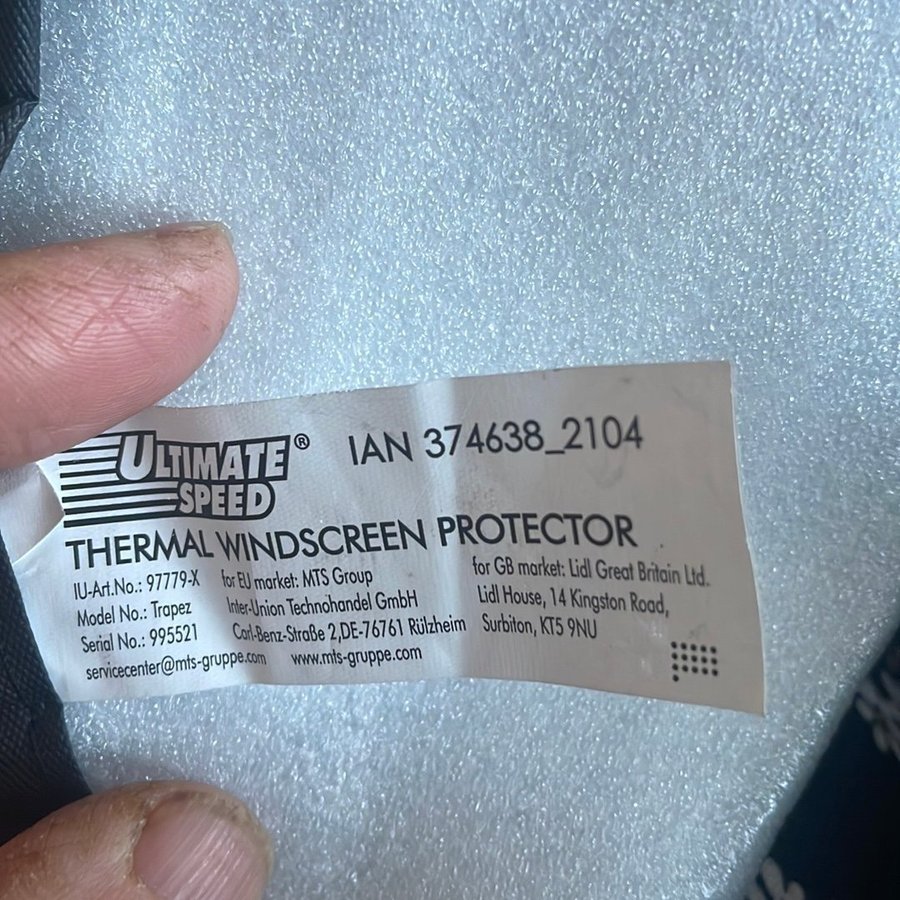 ULTIMATE SPEED®
IAN 374638_2104
THERMAL WINDSCREEN PROTECTOR
IU-Art.No.: 97779-X
Model No.: Trapez
Serial No.: 995521
for EU market: MTS Group
Inter-Union Technohandel GmbH
Carl-Benz-Straße 2,DE-76761 Rülzheim
servicecenter@mts-gruppe.com www.mts-gruppe.com
for GB market: Lidl Great Britain Ltd.
Lidl House, 14 Kingston Road,
Surbiton, KT5 9NU